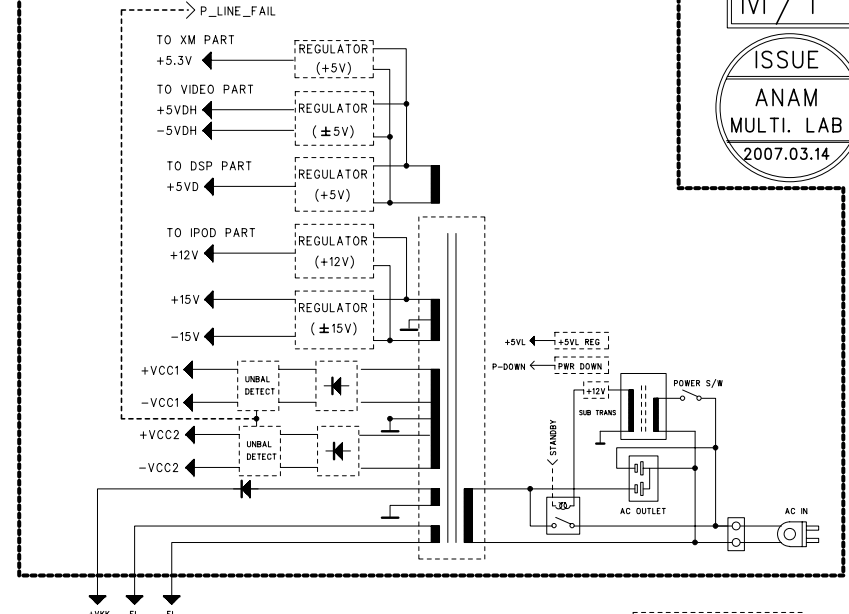 P_LINE_FAIL
TO XM PART
+5.3V
REGULATOR
(+5V)
TO VIDEO PART
+5VDH
-5VDH
REGULATOR
(±5V)
TO DSP PART
+5VD
REGULATOR
(+5V)
TO IPOD PART
+12V
REGULATOR
(+12V)
+15V
-15V
REGULATOR
(±15V)
+VCC1
-VCC1
UNBAL
DETECT
+VCC2
-VCC2
UNBAL
DETECT
ISSUE
ANAM
MULTI. LAB
2007.03.14
+5VL
+5VL REG
P-DOWN
PWR DOWN
+12V
SUB TRANS
POWER S/W
STANDBY
AC OUTLET
AC IN